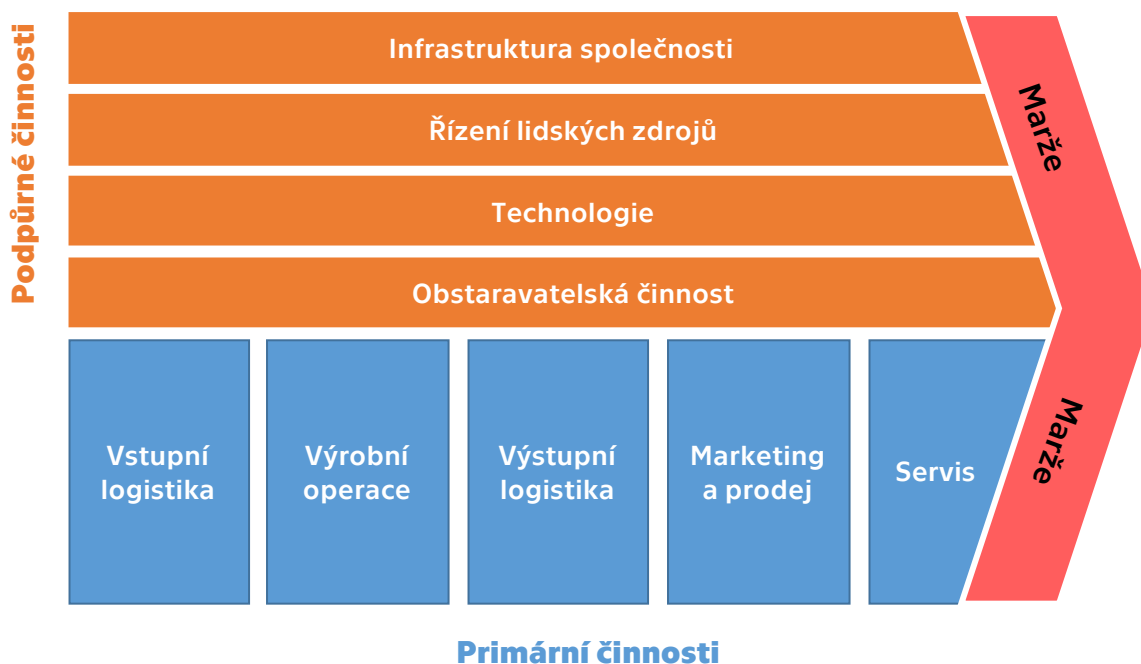 Podpůrné činnosti
Infrastruktura společnosti
Řízení lidských zdrojů
Technologie
Obstaravatelská činnost
Marže
Vstupní
logistika
Výrobní
operace
Výstupní
logistika
Marketing
a prodej
Servis
Marže
Primární činnosti